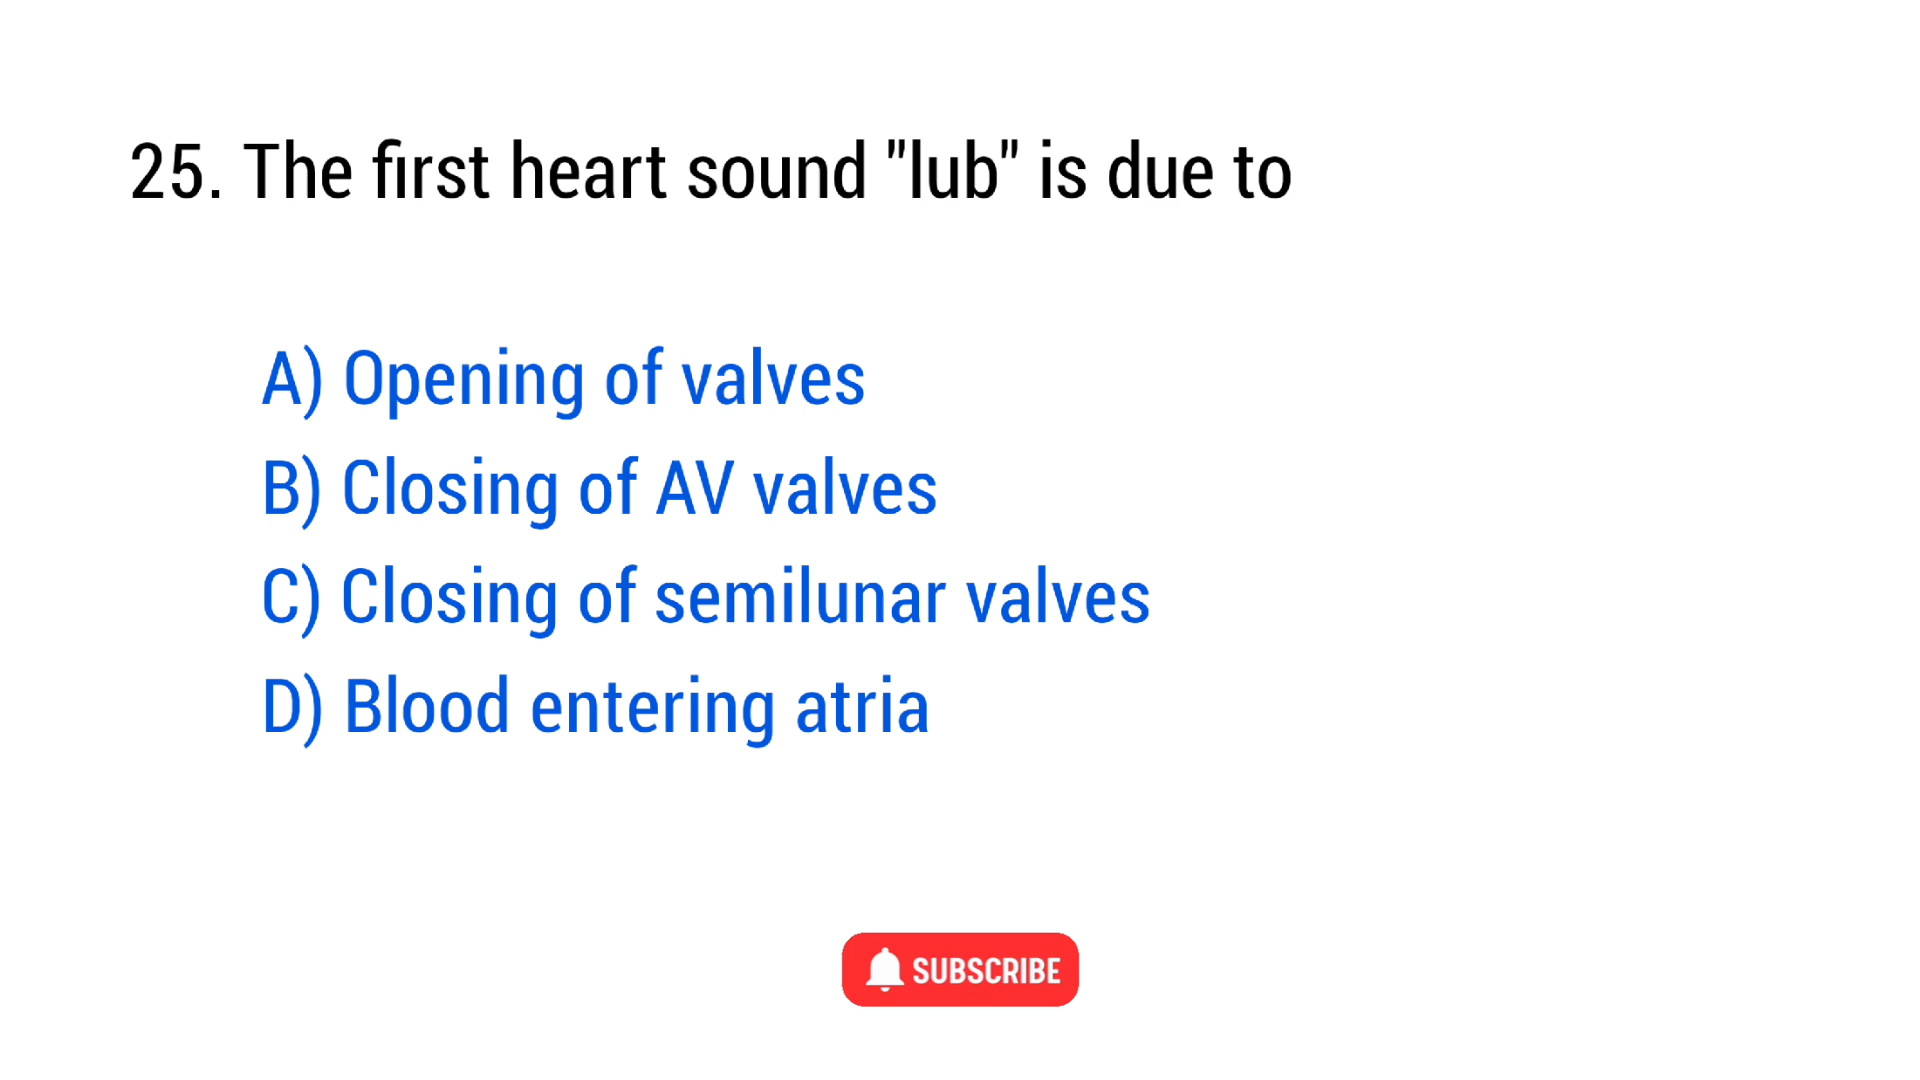 25. The first heart sound "lub" is due to
A) Opening of valves
B) Closing of AV valves
C) Closing of semilunar valves
D) Blood entering atria
SUBSCRIBE